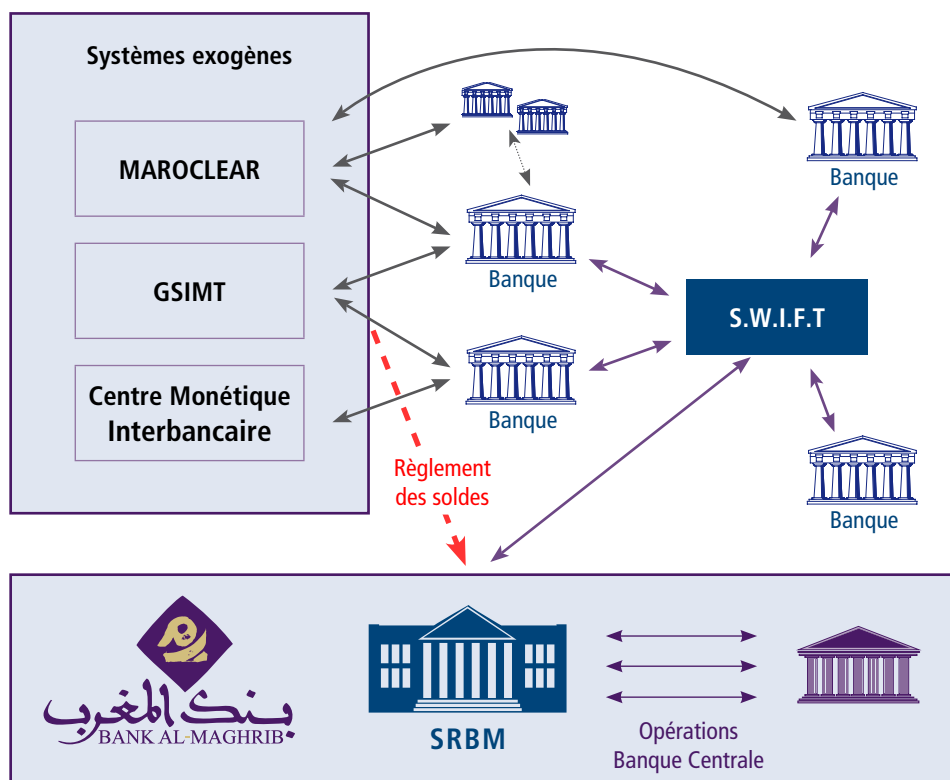 Systèmes exogènes
MAROCLEAR
GSIMT
Centre Monétique
Interbancaire
Banque
Banque
Banque
S.W.I.F.T
Banque
Règlement
des soldes
بنك المغرب
BANK AL-MAGHRIB
SRBM
Opérations
Banque Centrale